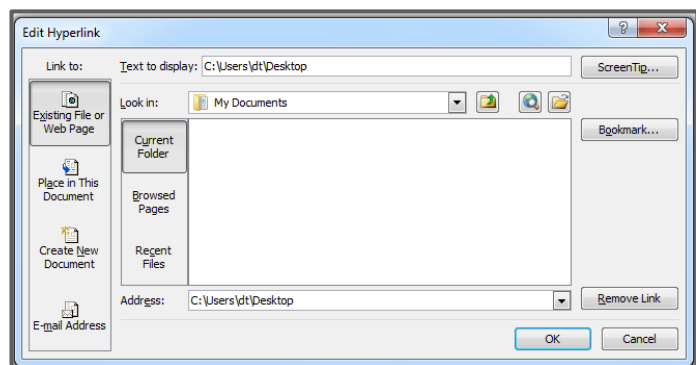 Edit Hyperlink
Link to:
Text to display: C:\Users\dt\Desktop
ScreenTip...
Existing File or
Web Page
Look in: My Documents
Bookmark...
Current
Folder
Place in This
Document
Browsed
Pages
Create New
Document
Recent
Files
E-mail Address
Address: C:\Users\dt\Desktop
Remove Link
OK
Cancel